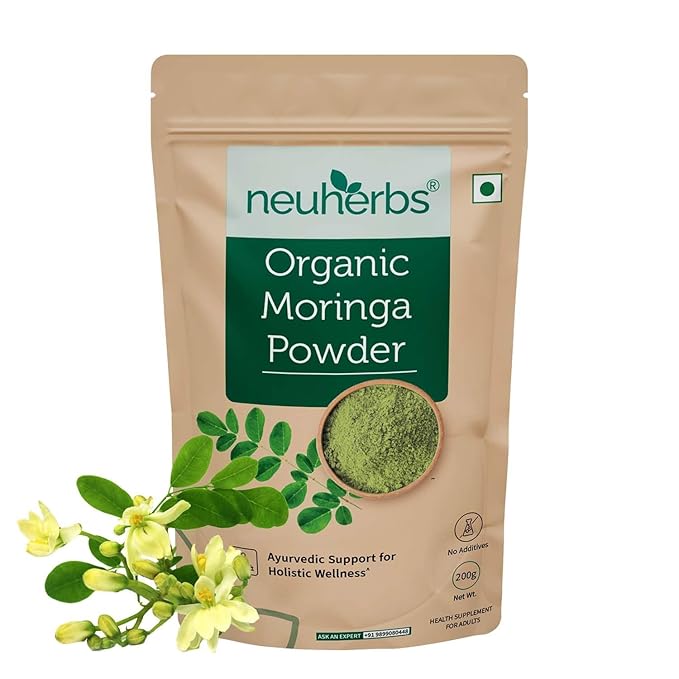 neuherbs®
Organic
Moringa
Powder
Ayurvedic Support for
Holistic Wellness^
No Additives
200g
Net Wt.
HEALTH SUPPLEMENT
FOR ADULTS
ASK AN EXPERT +91 9899080448